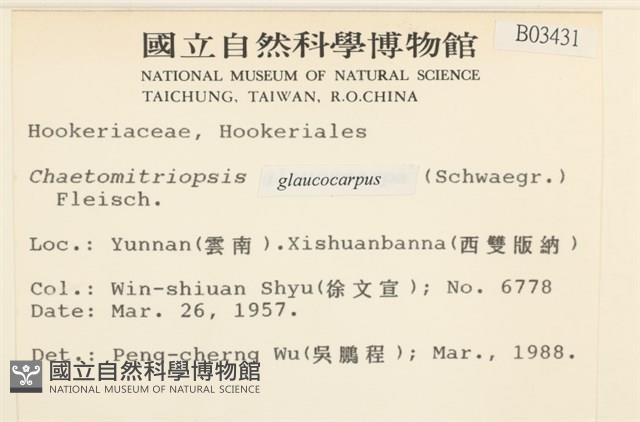 B03431
國立自然科學博物館
NATIONAL MUSEUM OF NATURAL SCIENCE
TAICHUNG, TAIWAN, R.O.CHINA
Hookeriaceae, Hookeriales
Chaetomitriopsis glaucocarpus (Schwaegr.)
Fleisch.
Loc.: Yunnan(雲南).Xishuanbanna(西雙版納)
Col.: Win-shiuan Shyu(徐文宣); No. 6778
Date: Mar. 26, 1957.
Det.: Peng-cherng Wu(吳鵬程); Mar., 1988.
國立自然科學博物館
NATIONAL MUSEUM OF NATURAL SCIENCE